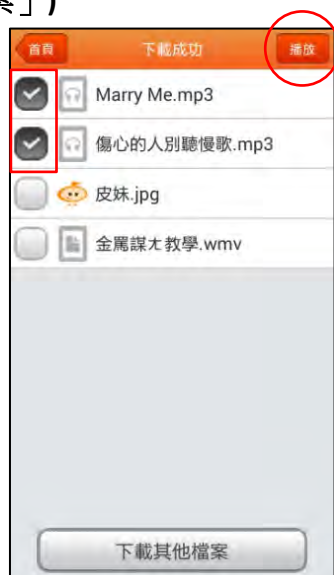 」)
首頁 下載成功 播放
Marry Me.mp3
傷心的人別聽慢歌.mp3
皮妹.jpg
金罵謀ㄤ教學.wmv
下載其他檔案